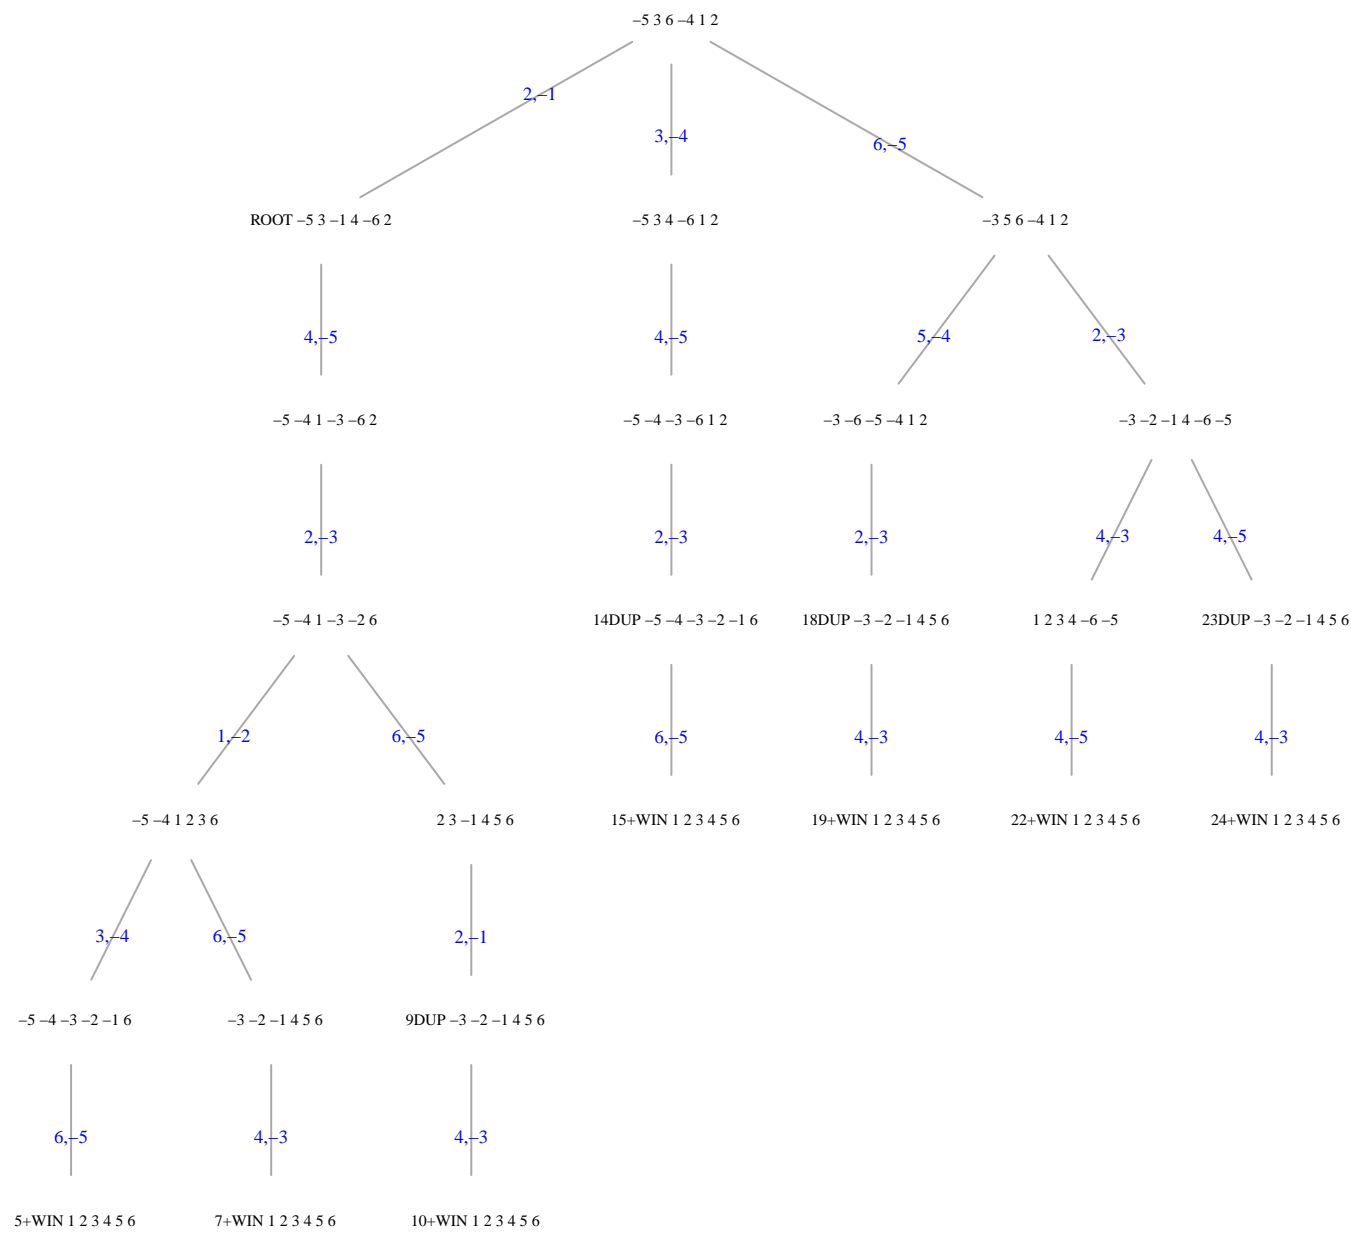 –5 3 6 –4 1 2
2,–1
3,–4
6,–5
ROOT –5 3 –1 4 –6 2
–5 3 4 –6 1 2
–3 5 6 –4 1 2
4,–5
4,–5
5,–4
2,–3
–5 –4 1 –3 –6 2
–5 –4 –3 –6 1 2
–3 –6 –5 –4 1 2
–3 –2 –1 4 –6 –5
2,–3
2,–3
2,–3
4,–3
4,–5
–5 –4 1 –3 –2 6
14DUP –5 –4 –3 –2 –1 6
18DUP –3 –2 –1 4 5 6
1 2 3 4 –6 –5
23DUP –3 –2 –1 4 5 6
1,–2
6,–5
6,–5
4,–3
4,–5
4,–3
–5 –4 1 2 3 6
2 3 –1 4 5 6
15+WIN 1 2 3 4 5 6
19+WIN 1 2 3 4 5 6
22+WIN 1 2 3 4 5 6
24+WIN 1 2 3 4 5 6
3,–4
6,–5
2,–1
–5 –4 –3 –2 –1 6
–3 –2 –1 4 5 6
9DUP –3 –2 –1 4 5 6
6,–5
4,–3
4,–3
5+WIN 1 2 3 4 5 6
7+WIN 1 2 3 4 5 6
10+WIN 1 2 3 4 5 6